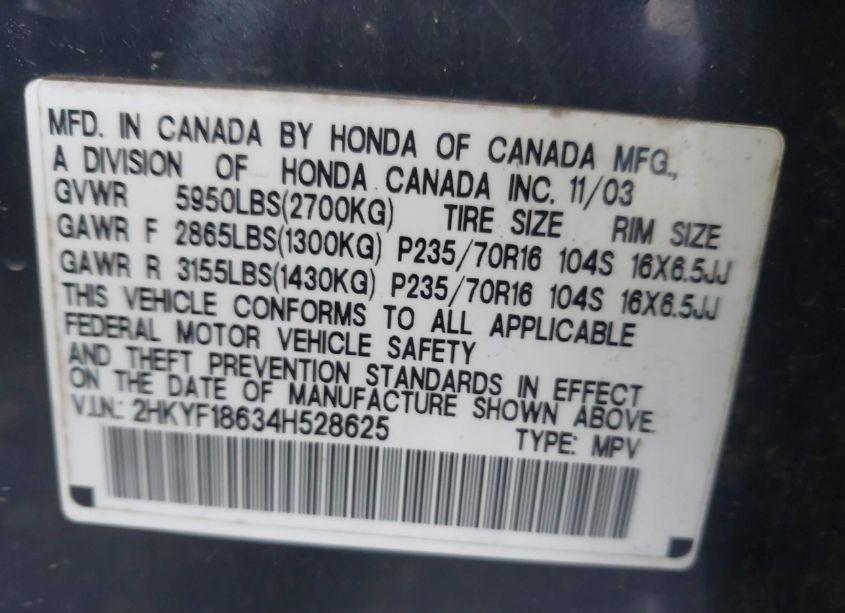 MFD. IN CANADA BY HONDA OF CANADA MFG.,
A DIVISION OF HONDA CANADA INC. 11/03
GVWR 5950LBS(2700KG) TIRE SIZE RIM SIZE
GAWR F 2865LBS(1300KG) P235/70R16 104S 16X6.5JJ
GAWR R 3155LBS(1430KG) P235/70R16 104S 16X6.5JJ
THIS VEHICLE CONFORMS TO ALL APPLICABLE
FEDERAL MOTOR VEHICLE SAFETY
AND THEFT PREVENTION STANDARDS IN EFFECT
ON THE DATE OF MANUFACTURE SHOWN ABOVE.
V.I.N.: 2HKYF18634H528625 TYPE: MPV